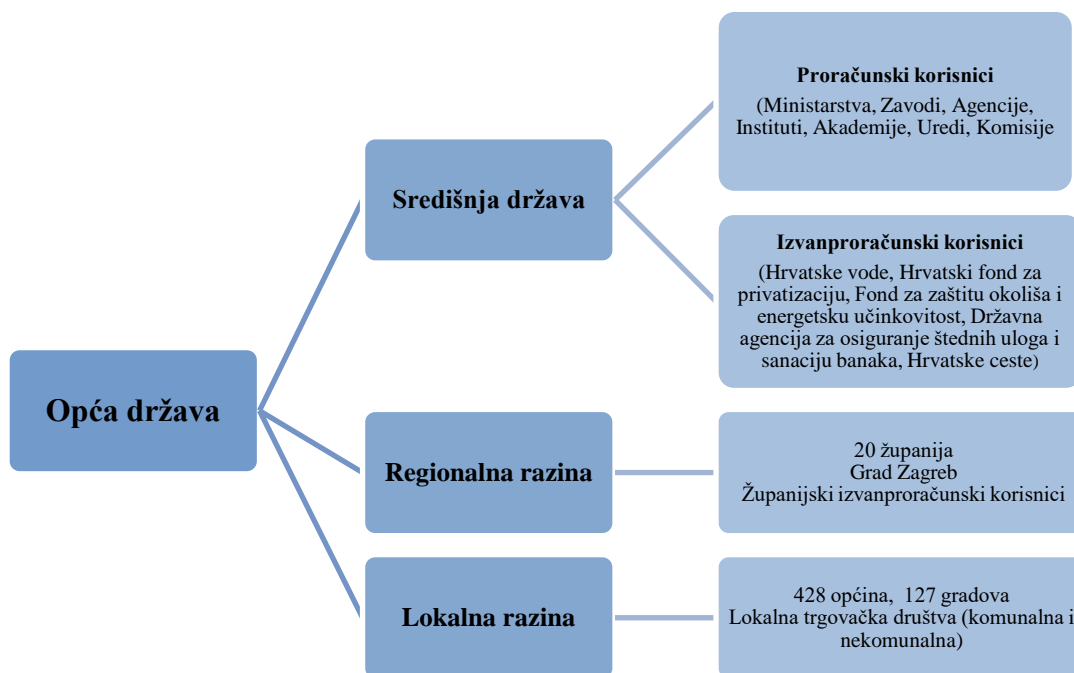 Opća država
Središnja država
Proračunski korisnici
(Ministarstva, Zavodi, Agencije,
Instituti, Akademije, Uredi, Komisije
Izvanproračunski korisnici
(Hrvatske vode, Hrvatski fond za
privatizaciju, Fond za zaštitu okoliša i
energetsku učinkovitost, Državna
agencija za osiguranje štednih uloga i
sanaciju banaka, Hrvatske ceste)
Regionalna razina
20 županija
Grad Zagreb
Županijski izvanproračunski korisnici
Lokalna razina
428 općina, 127 gradova
Lokalna trgovačka društva (komunalna i
nekomunalna)